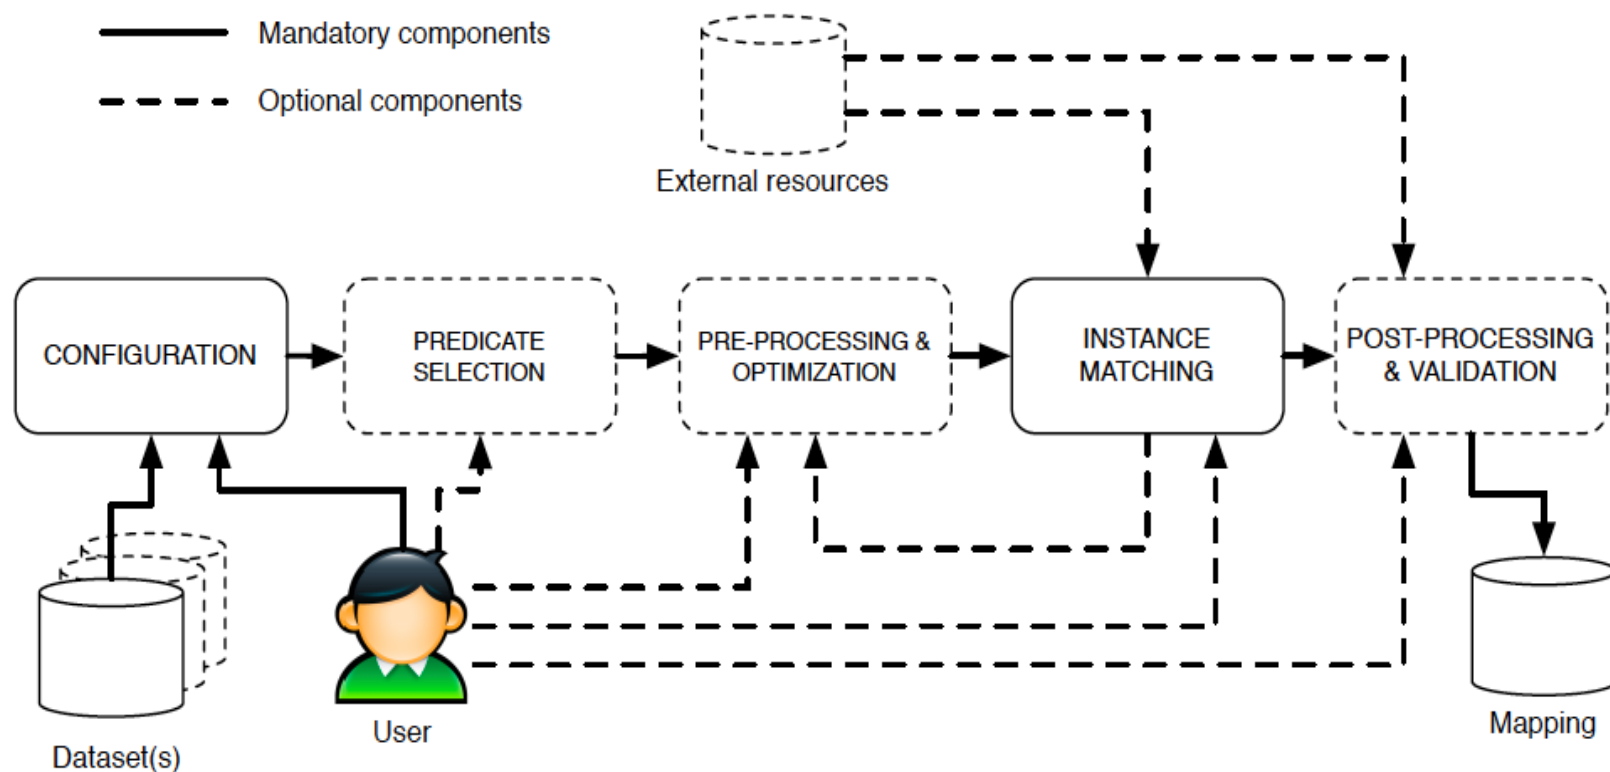 Mandatory components
Optional components
External resources
CONFIGURATION
PREDICATE
SELECTION
PRE-PROCESSING &
OPTIMIZATION
INSTANCE
MATCHING
POST-PROCESSING
& VALIDATION
Dataset(s)
User
Mapping